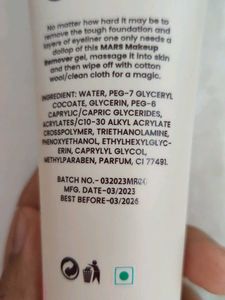 No matter how hard it may be to
remove the tough foundation and
layers of eyeliner one only needs a
dollop of this MARS Makeup
Remover gel, massage it into skin
and then wipe off with cotton
wool/clean cloth for a magic.
INGREDIENT: WATER, PEG-7 GLYCERYL
COCOATE, GLYCERIN, PEG-6
CAPRYLIC/CAPRIC GLYCERIDES,
ACRYLATES/C10-30 ALKYL ACRYLATE
CROSSPOLYMER, TRIETHANOLAMINE,
PHENOXYETHANOL, ETHYLHEXYLGLYC-
ERIN, CAPRYLYL GLYCOL,
METHYLPARABEN, PARFUM, CI 77491.
BATCH NO.- 032023MR04
MFG. DATE-03/2023
BEST BEFORE-03/2026